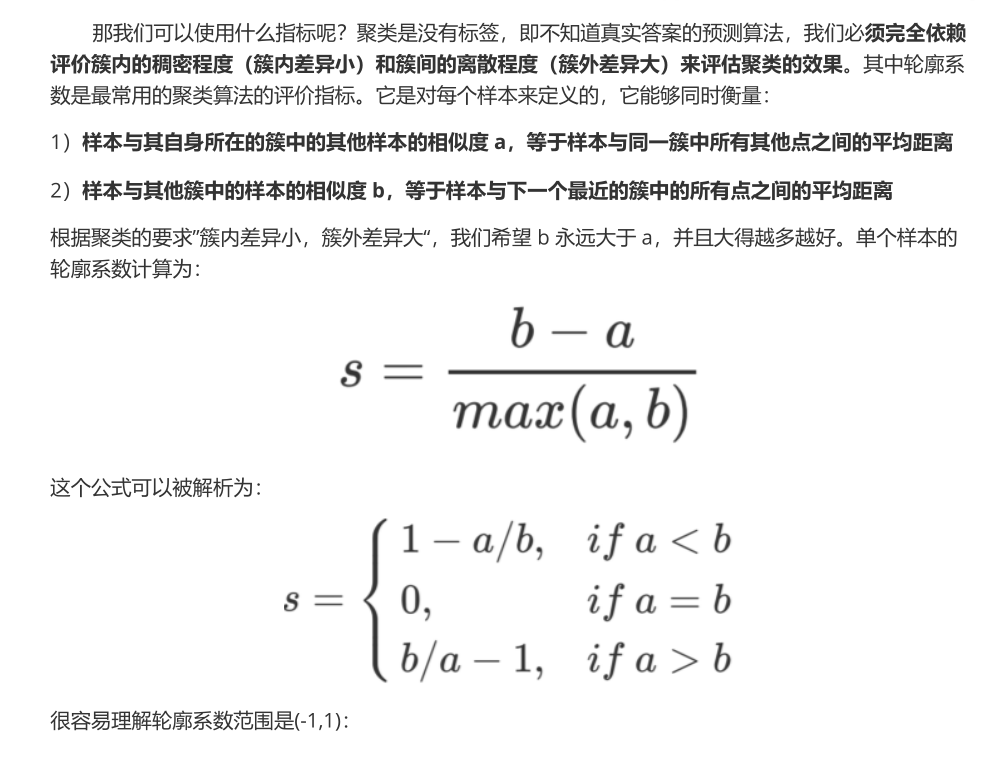 那我们可以使用什么指标呢？聚类是没有标签，即不知道真实答案的预测算法，我们必须完全依赖
评价簇内的稠密程度（簇内差异小）和簇间的离散程度（簇外差异大）来评估聚类的效果。其中轮廓系
数是最常用的聚类算法的评价指标。它是对每个样本来定义的，它能够同时衡量：
1）样本与其自身所在的簇中的其他样本的相似度 a，等于样本与同一簇中所有其他点之间的平均距离
2）样本与其他簇中的样本的相似度 b，等于样本与下一个最近的簇中的所有点之间的平均距离
根据聚类的要求”簇内差异小，簇外差异大“，我们希望 b 永远大于 a，并且大得越多越好。单个样本的
轮廓系数计算为：
b − a
s =
max(a, b)
这个公式可以被解析为：
1 − a/b, if a < b
s = { 0, if a = b
b/a − 1, if a > b
很容易理解轮廓系数范围是(-1,1)：